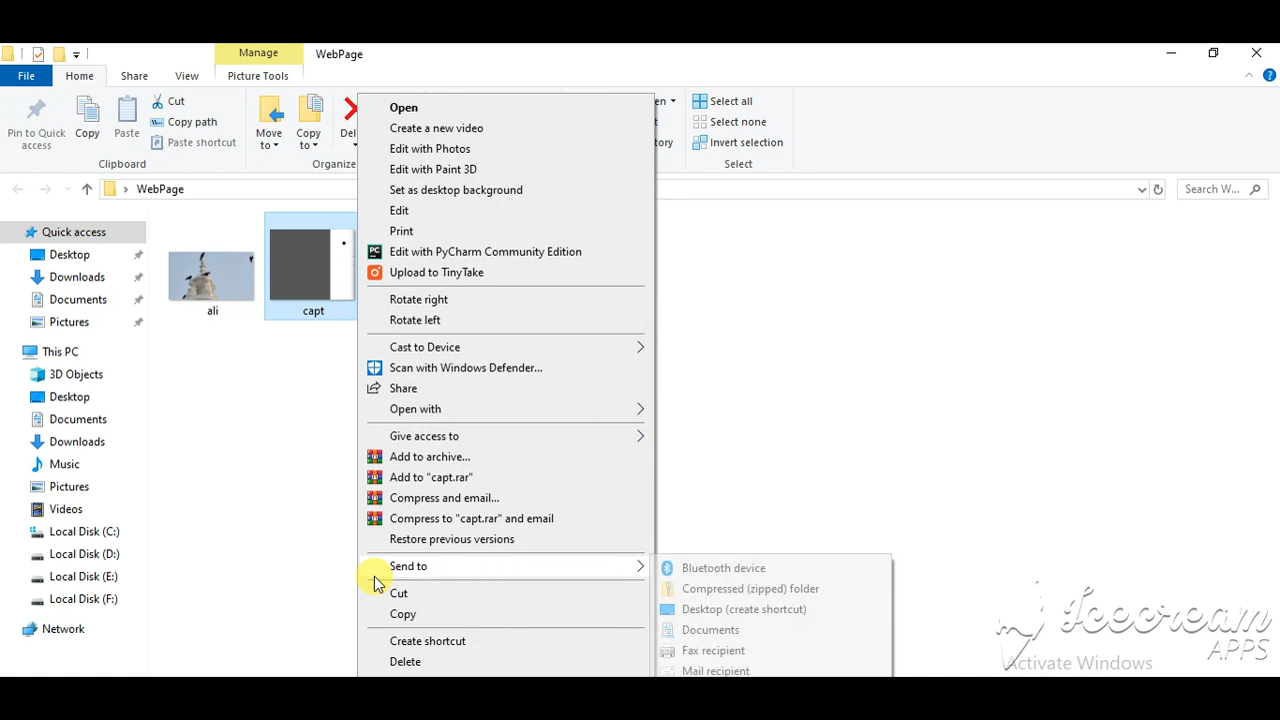 Manage
WebPage
File
Home
Share
View
Picture Tools
Pin to Quick access
Copy
Paste
Cut
Copy path
Paste shortcut
Clipboard
Move to
Copy to
Organize
Select all
Select none
Invert selection
Select
WebPage
Search W...
Quick access
Desktop
Downloads
Documents
Pictures
This PC
3D Objects
Desktop
Documents
Downloads
Music
Pictures
Videos
Local Disk (C:)
Local Disk (D:)
Local Disk (E:)
Local Disk (F:)
Network
ali
capt
Open
Create a new video
Edit with Photos
Edit with Paint 3D
Set as desktop background
Edit
Print
PC Edit with PyCharm Community Edition
Upload to TinyTake
Rotate right
Rotate left
Cast to Device
Scan with Windows Defender...
Share
Open with
Give access to
Add to archive...
Add to "capt.rar"
Compress and email...
Compress to "capt.rar" and email
Restore previous versions
Send to
Cut
Copy
Create shortcut
Delete
Bluetooth device
Compressed (zipped) folder
Desktop (create shortcut)
Documents
Fax recipient
Mail recipient
Icecream
APPS
Activate Windows